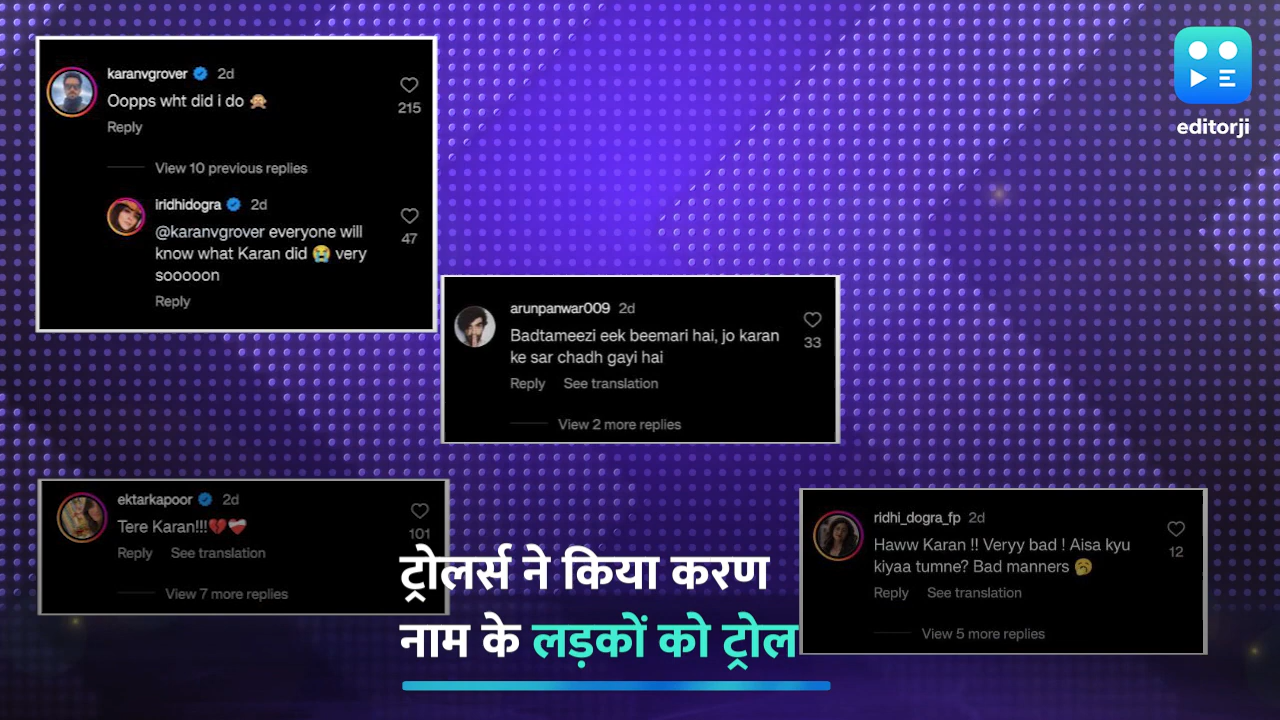 karanvgrover 2d
Oopps wht did i do 🙊
215
Reply
View 10 previous replies
iridhidogra 2d
@karanvgrover everyone will
know what Karan did 😭 very
sooooon
47
Reply
editorji
arunpanwar009 2d
Badtameezi eek beemari hai, jo karan
ke sar chadh gayi hai
33
Reply See translation
View 2 more replies
ektarkapoor 2d
Tere Karan!!!💔❤️‍🩹
101
Reply See translation
View 7 more replies
ridhi_dogra_fp 2d
Haww Karan !! Veryy bad ! Aisa kyu
kiyaa tumne? Bad manners 🥱
12
Reply See translation
View 5 more replies
ट्रोलर्स ने किया करण
नाम के लड़कों को ट्रोल